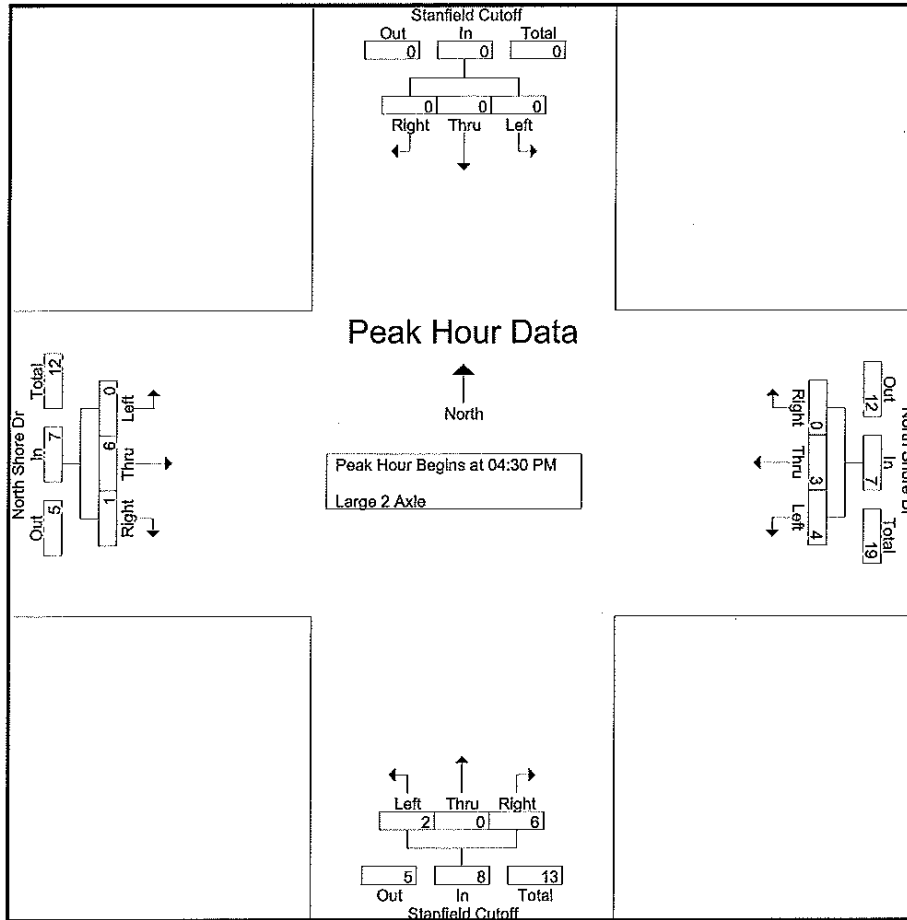 Stanfield Cutoff
Out In Total
0 0 0
0 0 0
Right Thru Left
Peak Hour Data
North
Peak Hour Begins at 04:30 PM
Large 2 Axle
North Shore Dr
Out In Total
5 7 12
Left Thru Right
0 6 1
North Shore Dr
Out In Total
12 7 19
Right Thru Left
0 3 4
Left Thru Right
2 0 6
5 8 13
Out In Total
Stanfield Cutoff